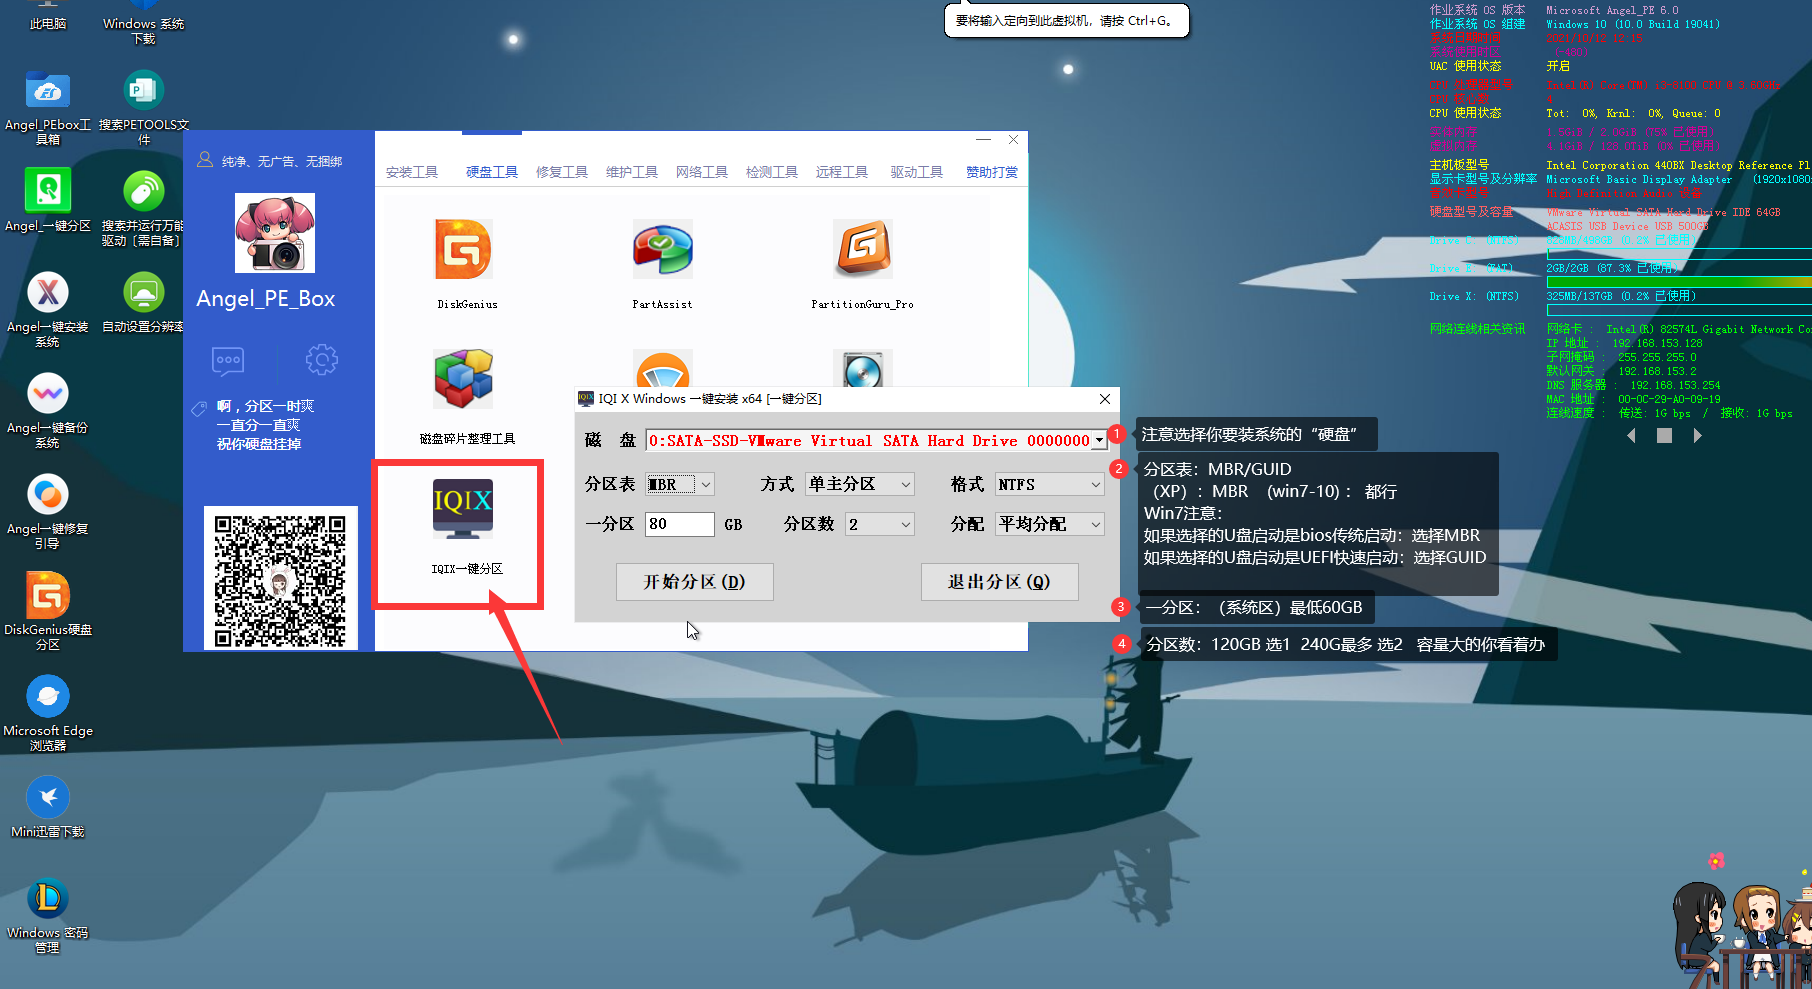 要将输入定向到此虚拟机，请按 Ctrl+G。
此电脑
Windows 系统
下载
Angel_PEbox工
具箱
搜索PETOOLS文
件
Angel_一键分区
搜索并运行万能
驱动〔需自备〕
Angel一键安装
系统
自动设置分辨率
Angel一键备份
系统
Angel一键修复
引导
DiskGenius硬盘
分区
Microsoft Edge
浏览器
Mini迅雷下载
Windows 密码
管理
纯净、无广告、无捆绑
Angel_PE_Box
啊，分区一时爽
一直分一直爽
祝你硬盘挂掉
安装工具 硬盘工具 修复工具 维护工具 网络工具 检测工具 远程工具 驱动工具 赞助打赏
DiskGenius
PartAssist
PartitionGuru_Pro
磁盘碎片整理工具
IQIX
IQIX一键分区
IQI X Windows 一键安装 x64 [一键分区]
磁 盘 0:SATA-SSD-VMware Virtual SATA Hard Drive 0000000
分区表 MBR 方式 单主分区 格式 NTFS
一分区 80 GB 分区数 2 分配 平均分配
开始分区(D) 退出分区(Q)
1 注意选择你要装系统的“硬盘”
2 分区表：MBR/GUID
（XP）：MBR （win7-10）：都行
Win7注意：
如果选择的U盘启动是bios传统启动：选择MBR
如果选择的U盘启动是UEFI快速启动：选择GUID
3 一分区：（系统区）最低60GB
4 分区数：120GB 选1 240G最多 选2 容量大的你看着办
作业系统 OS 版本 Microsoft Angel_PE 6.0
作业系统 OS 组建 Windows 10 (10.0 Build 19041)
UAC 使用状态 开启
CPU 使用状态 Tot: 0%, Krnl: 0%, Queue: 0
主机板型号 Intel Corporation 440BX Desktop Reference Pl
显示卡型号及分辨率 Microsoft Basic Display Adapter (1920x1080
硬盘型号及容量 VMware Virtual SATA Hard Drive IDE 64GB
ACASIS USB Device USB 500GB
Drive C: (NTFS) 828MB/498GB (0.2% 已使用)
Drive E: (FAT) 2GB/2GB (87.3% 已使用)
Drive X: (NTFS) 325MB/137GB (0.2% 已使用)
网络连线相关资讯 网络卡 : Intel(R) 82574L Gigabit Network Co
IP 地址 : 192.168.153.128
子网掩码 : 255.255.255.0
默认网关 : 192.168.153.2
DNS 服务器 : 192.168.153.254
MAC 地址 : 00-0C-29-A0-09-19
连线速度 : 传送: 1G bps / 接收: 1G bps